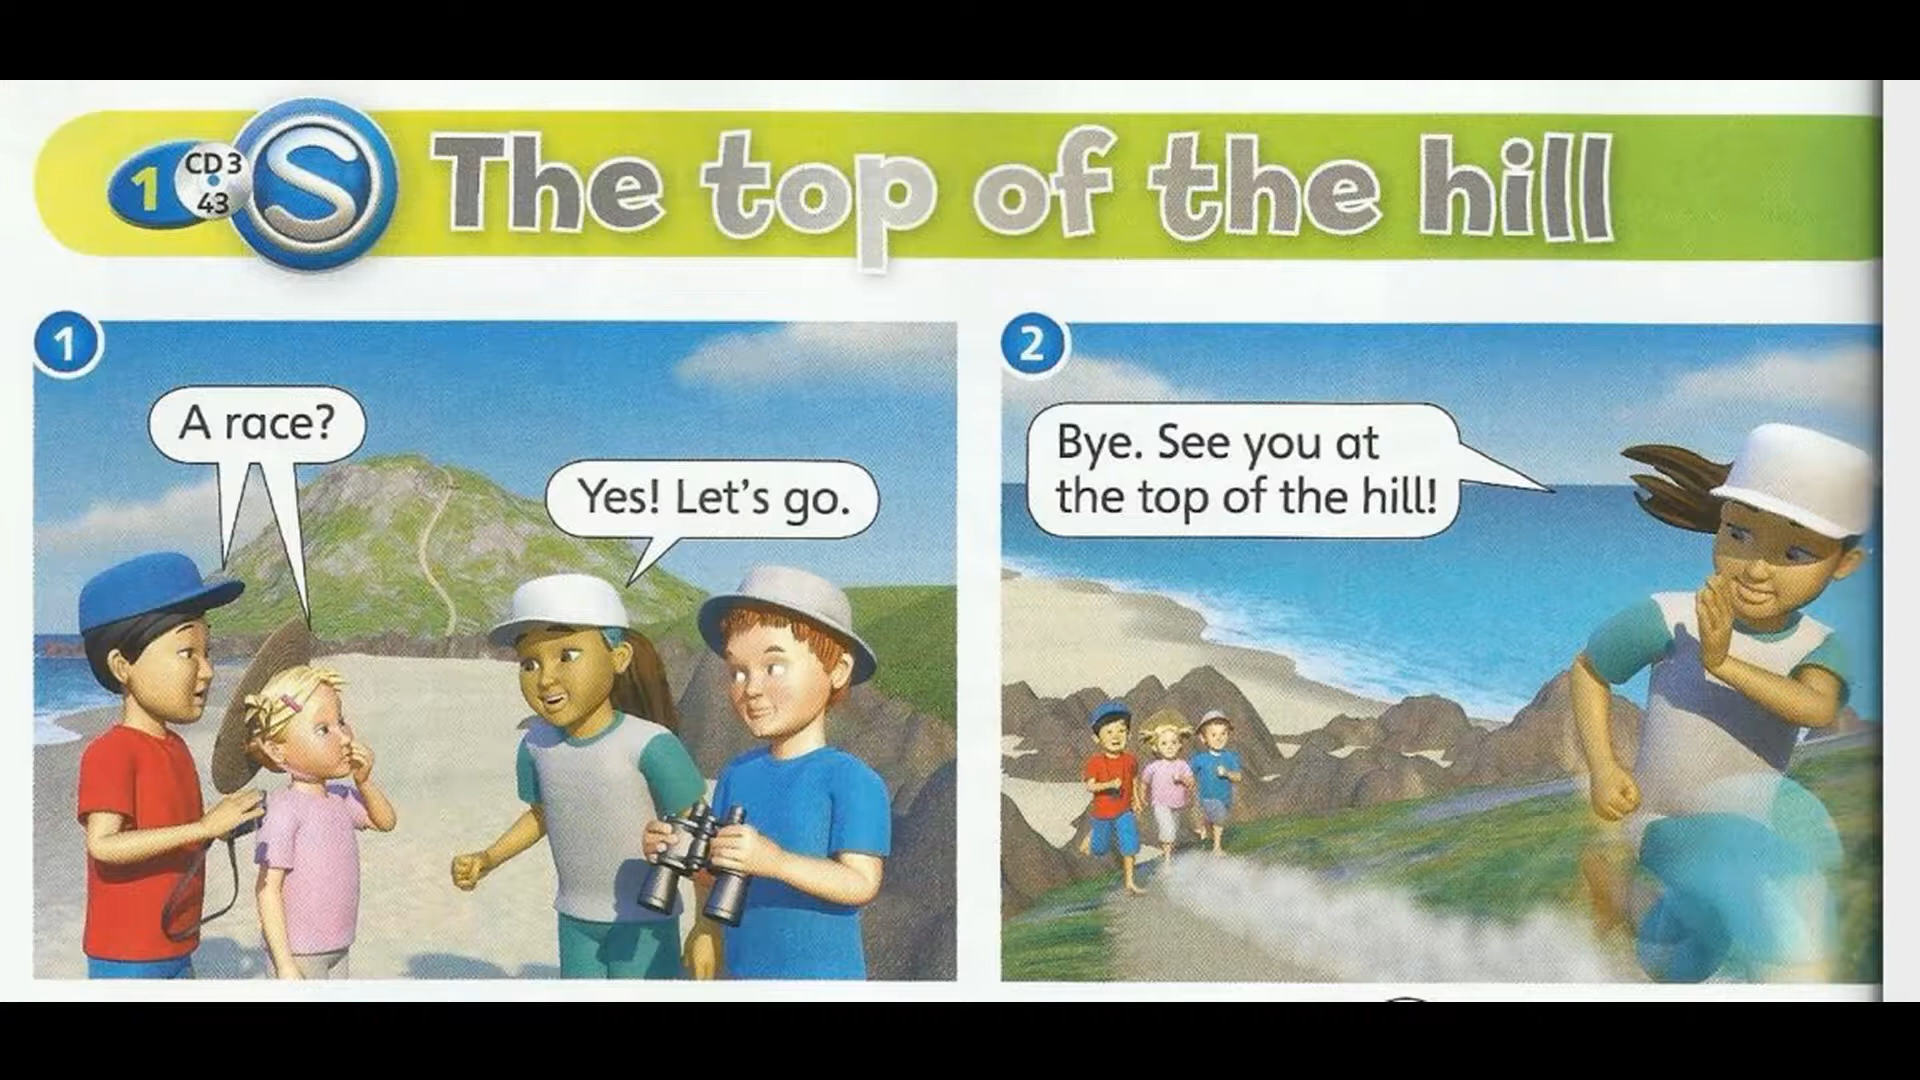 1
CD 3
43
S
The top of the hill
1
A race?
Yes! Let's go.
2
Bye. See you at
the top of the hill!